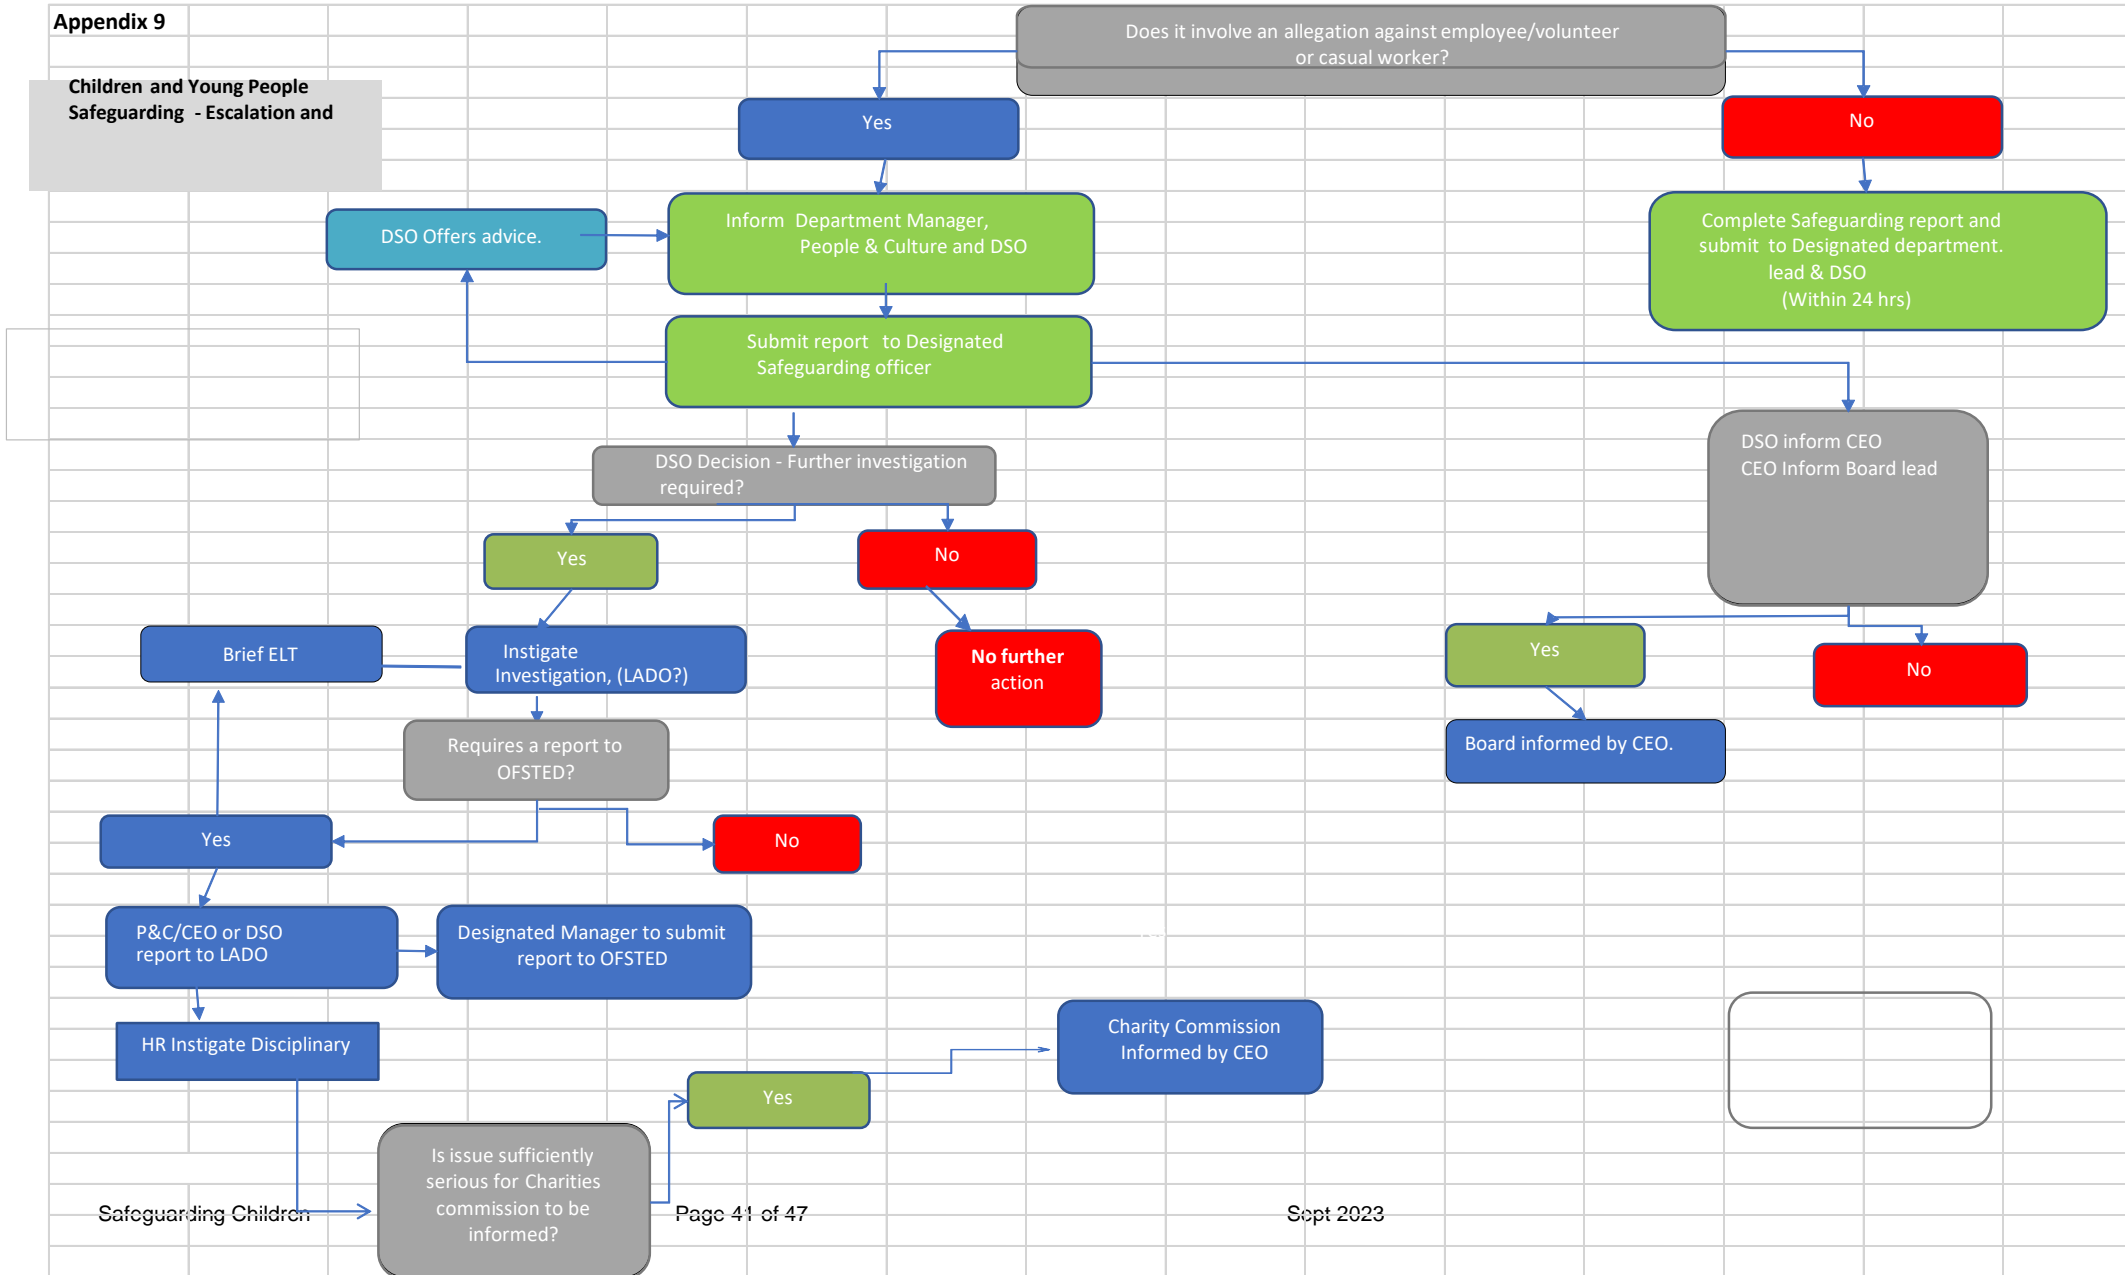 Appendix 9
Does it involve an allegation against employee/volunteer
or casual worker?
Children and Young People
Safeguarding - Escalation and
Yes
No
DSO Offers advice.
Inform Department Manager,
People & Culture and DSO
Complete Safeguarding report and
submit to Designated department.
lead & DSO
(Within 24 hrs)
Submit report to Designated
Safeguarding officer
DSO inform CEO
CEO Inform Board lead
DSO Decision - Further investigation
required?
Yes
No
Brief ELT
Instigate
Investigation, (LADO?)
No further
action
Yes
No
Requires a report to
OFSTED?
Board informed by CEO.
Yes
No
P&C/CEO or DSO
report to LADO
Designated Manager to submit
report to OFSTED
HR Instigate Disciplinary
Charity Commission
Informed by CEO
Yes
Is issue sufficiently
serious for Charities
commission to be
informed?
Safeguarding Children
Page 41 of 47
Sept 2023